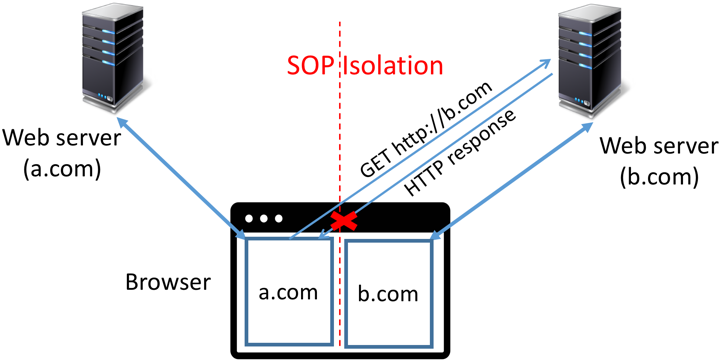 SOP Isolation
GET http://b.com
HTTP response
Web server
(a.com)
Web server
(b.com)
Browser
a.com
b.com